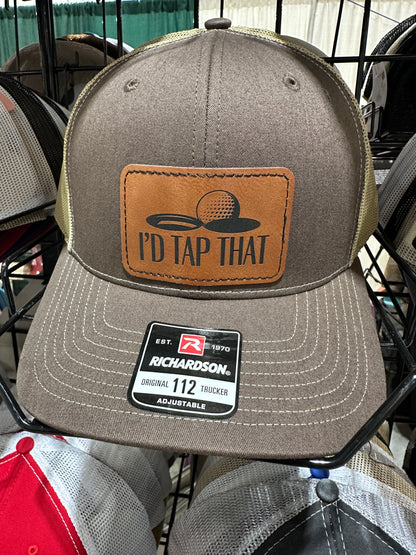 I'D TAP THAT
EST. R 1970
RICHARDSON®
ORIGINAL 112 TRUCKER
ADJUSTABLE